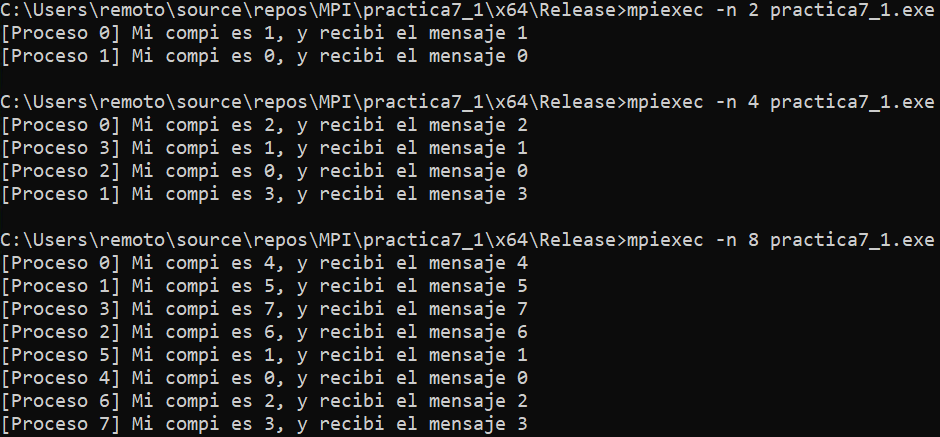 C:\Users\remoto\source\repos\MPI\practica7_1\x64\Release>mpiexec -n 2 practica7_1.exe
[Proceso 0] Mi compi es 1, y recibi el mensaje 1
[Proceso 1] Mi compi es 0, y recibi el mensaje 0
C:\Users\remoto\source\repos\MPI\practica7_1\x64\Release>mpiexec -n 4 practica7_1.exe
[Proceso 0] Mi compi es 2, y recibi el mensaje 2
[Proceso 3] Mi compi es 1, y recibi el mensaje 1
[Proceso 2] Mi compi es 0, y recibi el mensaje 0
[Proceso 1] Mi compi es 3, y recibi el mensaje 3
C:\Users\remoto\source\repos\MPI\practica7_1\x64\Release>mpiexec -n 8 practica7_1.exe
[Proceso 0] Mi compi es 4, y recibi el mensaje 4
[Proceso 1] Mi compi es 5, y recibi el mensaje 5
[Proceso 3] Mi compi es 7, y recibi el mensaje 7
[Proceso 2] Mi compi es 6, y recibi el mensaje 6
[Proceso 5] Mi compi es 1, y recibi el mensaje 1
[Proceso 4] Mi compi es 0, y recibi el mensaje 0
[Proceso 6] Mi compi es 2, y recibi el mensaje 2
[Proceso 7] Mi compi es 3, y recibi el mensaje 3